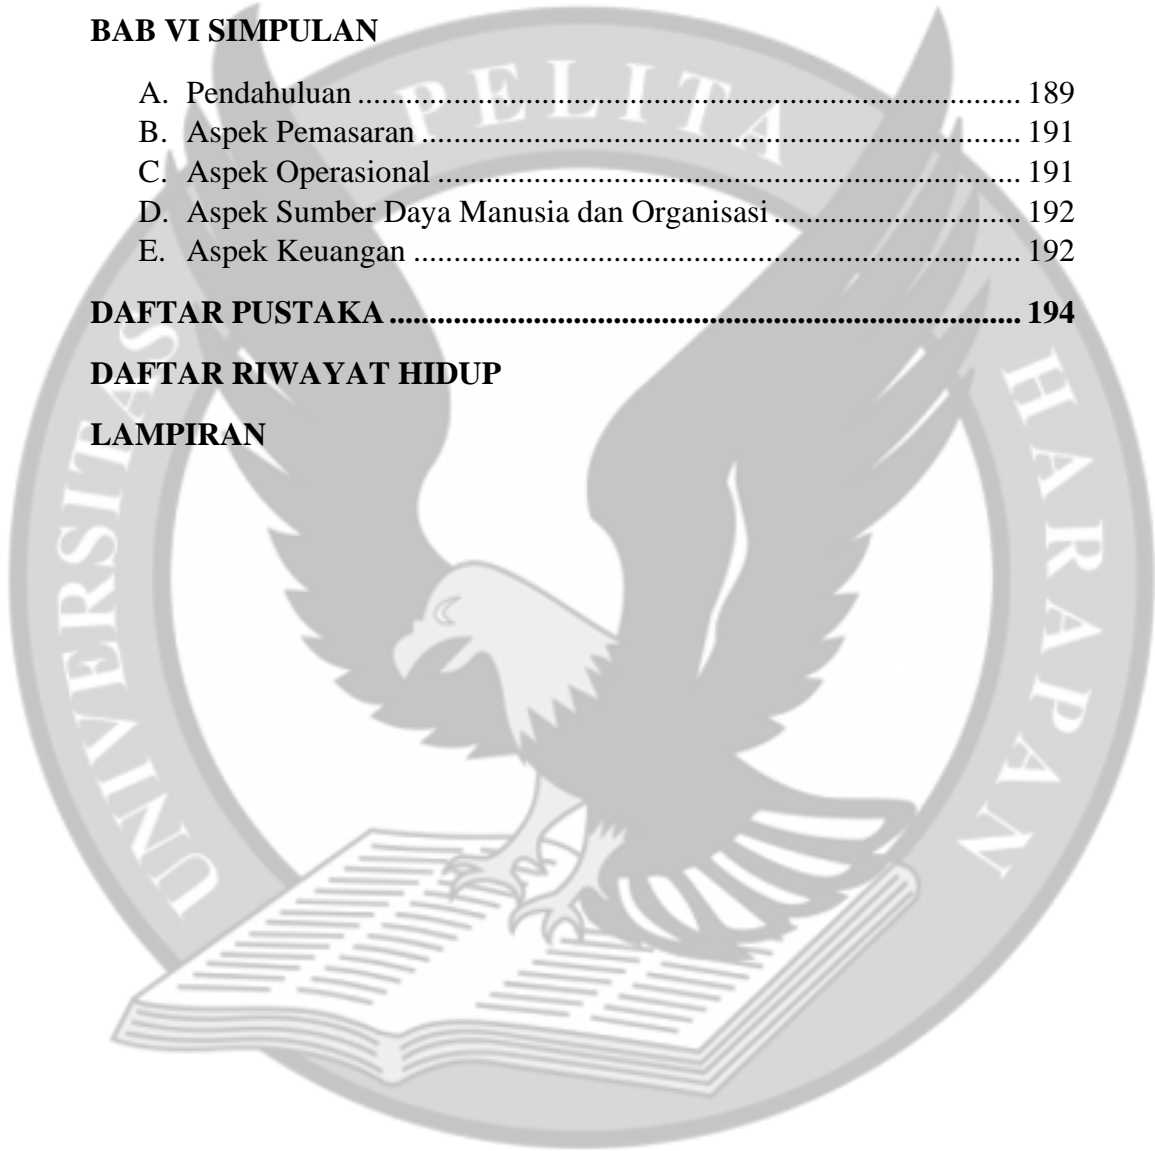 BAB VI SIMPULAN
A. Pendahuluan ................................................................................... 189
B. Aspek Pemasaran ........................................................................... 191
C. Aspek Operasional ......................................................................... 191
D. Aspek Sumber Daya Manusia dan Organisasi ............................... 192
E. Aspek Keuangan ............................................................................ 192
DAFTAR PUSTAKA ............................................................................... 194
DAFTAR RIWAYAT HIDUP
LAMPIRAN
UNIVERSITAS PELITA HARAPAN